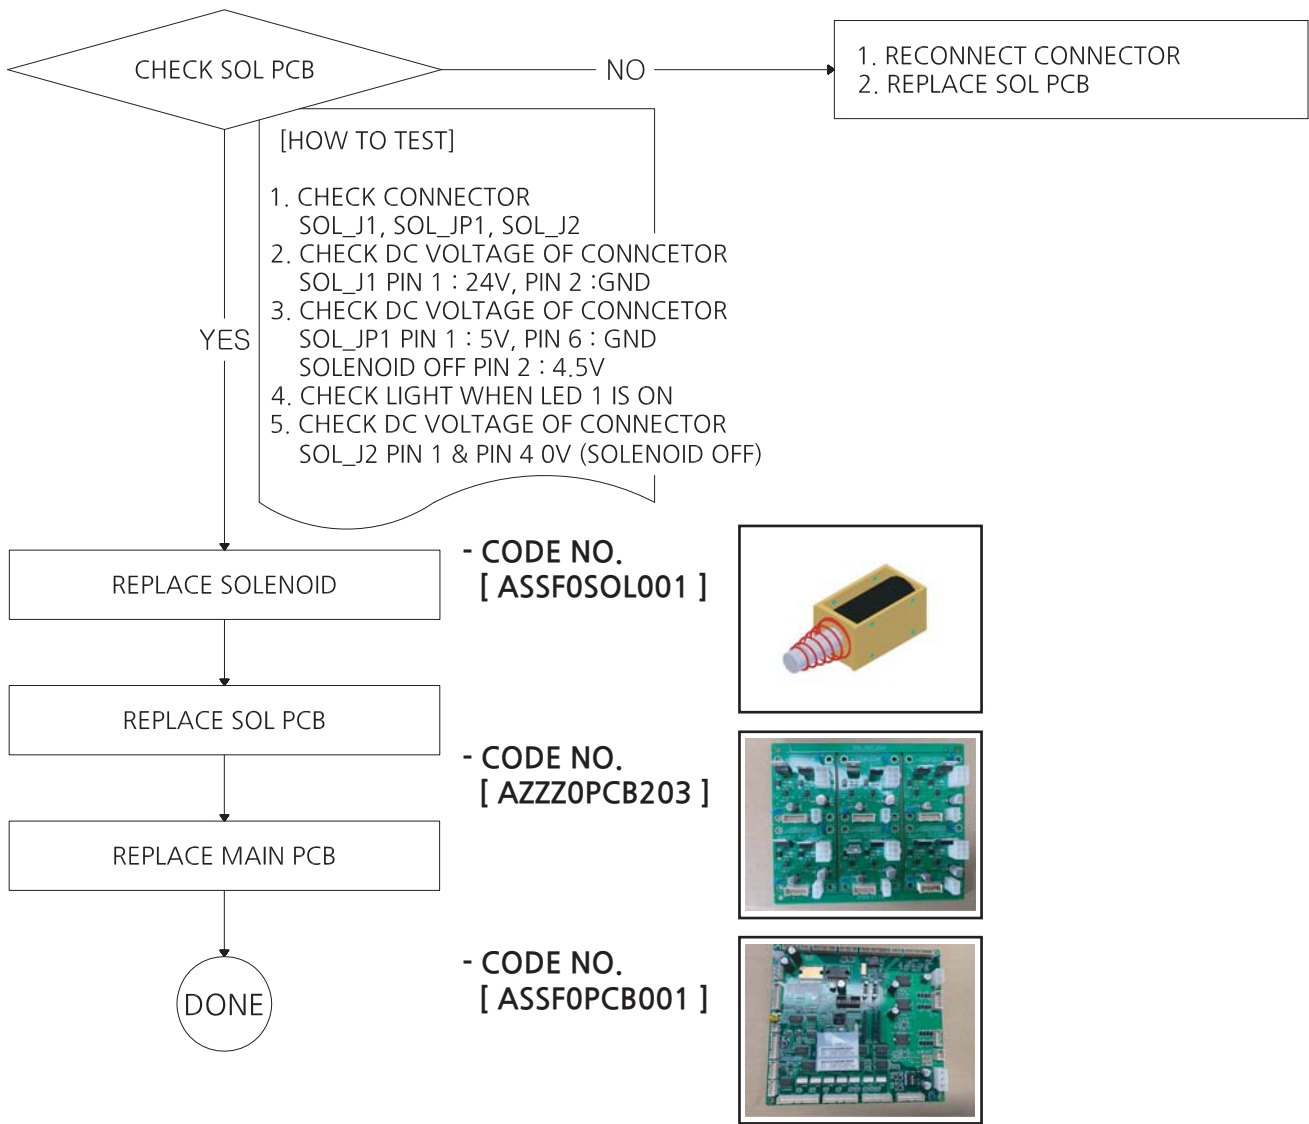 CHECK SOL PCB
NO
1. RECONNECT CONNECTOR
2. REPLACE SOL PCB
[HOW TO TEST]
1. CHECK CONNECTOR
SOL_J1, SOL_JP1, SOL_J2
2. CHECK DC VOLTAGE OF CONNCETOR
SOL_J1 PIN 1 : 24V, PIN 2 :GND
3. CHECK DC VOLTAGE OF CONNCETOR
SOL_JP1 PIN 1 : 5V, PIN 6 : GND
SOLENOID OFF PIN 2 : 4.5V
4. CHECK LIGHT WHEN LED 1 IS ON
5. CHECK DC VOLTAGE OF CONNECTOR
SOL_J2 PIN 1 & PIN 4 0V (SOLENOID OFF)
YES
REPLACE SOLENOID
- CODE NO.
[ ASSF0SOL001 ]
REPLACE SOL PCB
- CODE NO.
[ AZZZ0PCB203 ]
REPLACE MAIN PCB
- CODE NO.
[ ASSF0PCB001 ]
DONE